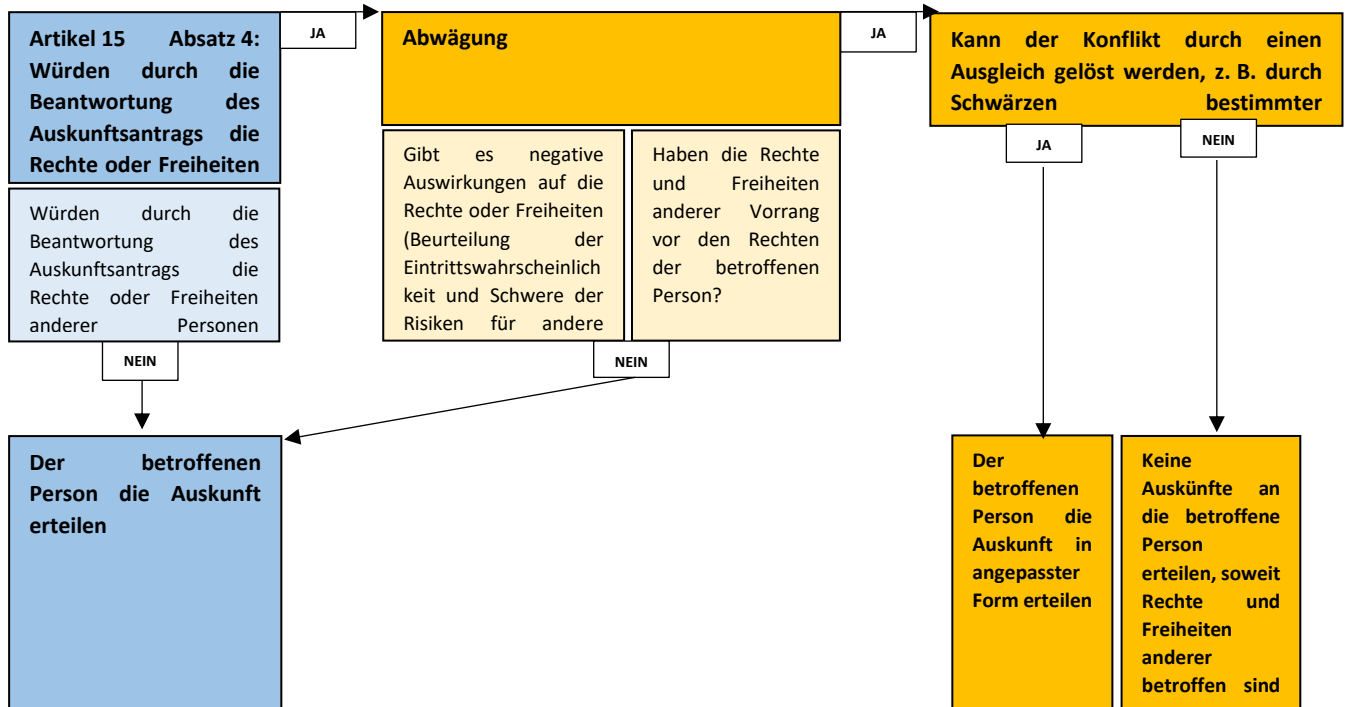 Artikel 15 Absatz 4:
Würden durch die
Beantwortung des
Auskunftsantrags die
Rechte oder Freiheiten
JA
Abwägung
JA
Kann der Konflikt durch einen
Ausgleich gelöst werden, z. B. durch
Schwärzen bestimmter
JA
NEIN
Würden durch die
Beantwortung des
Auskunftsantrags die
Rechte oder Freiheiten
anderer Personen
NEIN
Gibt es negative
Auswirkungen auf die
Rechte oder Freiheiten
(Beurteilung der
Eintrittswahrscheinlich
keit und Schwere der
Risiken für andere
Haben die Rechte
und Freiheiten
anderer Vorrang
vor den Rechten
der betroffenen
Person?
NEIN
Der betroffenen
Person die Auskunft
erteilen
Der
betroffenen
Person die
Auskunft in
angepasster
Form erteilen
Keine
Auskünfte an
die betroffene
Person
erteilen, soweit
Rechte und
Freiheiten
anderer
betroffen sind